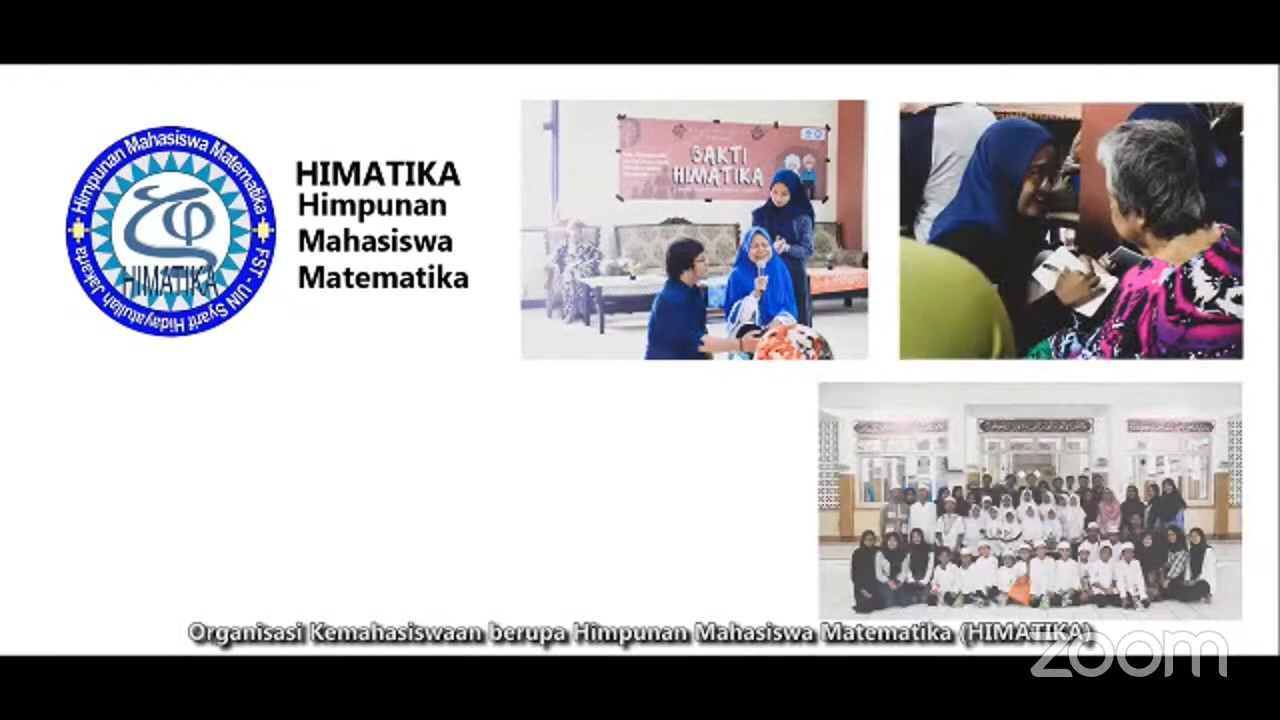 Himpunan Mahasiswa Matematika
FST - UIN Syarif Hidayatullah Jakarta
HIMATIKA
HIMATIKA
Himpunan
Mahasiswa
Matematika
BAKTI
HIMATIKA
Organisasi Kemahasiswaan berupa Himpunan Mahasiswa Matematika (HIMATIKA)
zoom